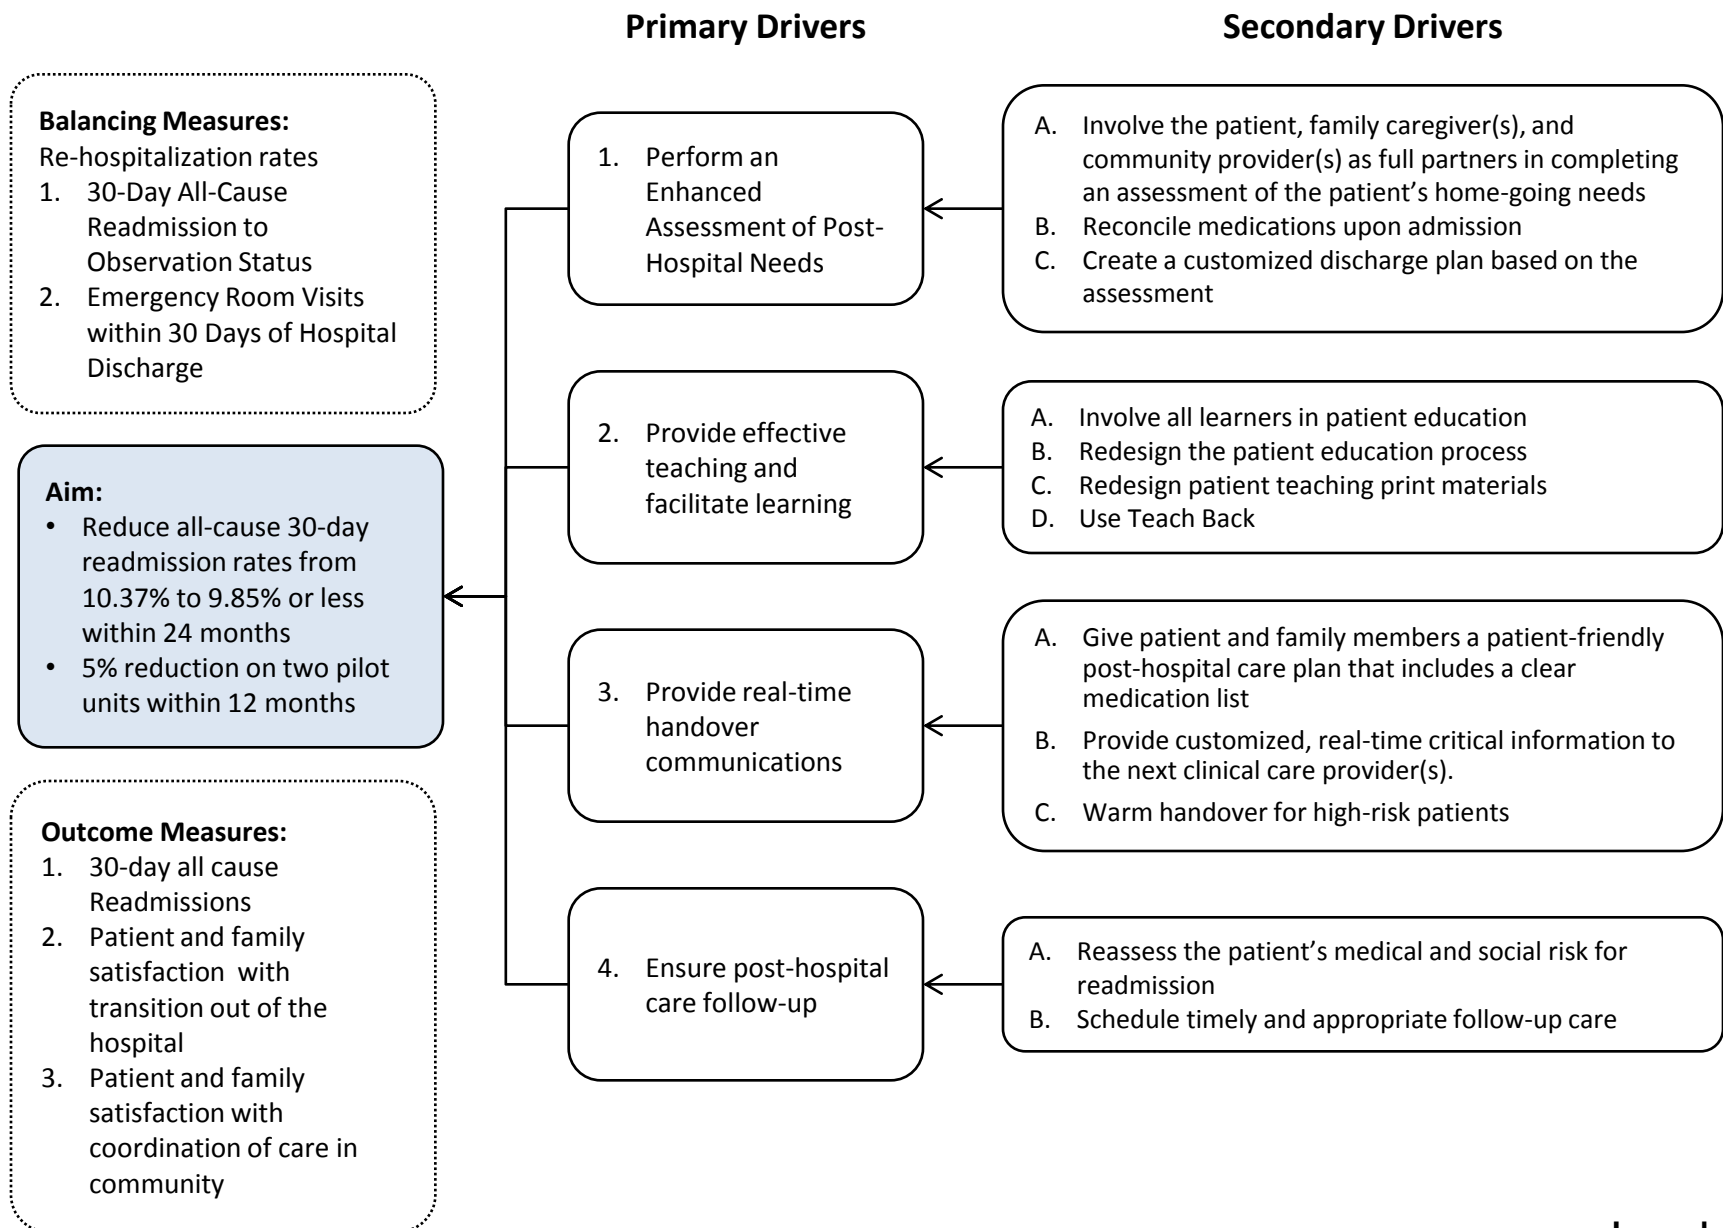 Primary Drivers
Secondary Drivers
Balancing Measures:
Re-hospitalization rates
1. 30-Day All-Cause
Readmission to
Observation Status
2. Emergency Room Visits
within 30 Days of Hospital
Discharge
Aim:
• Reduce all-cause 30-day
readmission rates from
10.37% to 9.85% or less
within 24 months
• 5% reduction on two pilot
units within 12 months
Outcome Measures:
1. 30-day all cause
Readmissions
2. Patient and family
satisfaction with
transition out of the
hospital
3. Patient and family
satisfaction with
coordination of care in
community
1. Perform an
Enhanced
Assessment of Post-
Hospital Needs
A. Involve the patient, family caregiver(s), and
community provider(s) as full partners in completing
an assessment of the patient’s home-going needs
B. Reconcile medications upon admission
C. Create a customized discharge plan based on the
assessment
2. Provide effective
teaching and
facilitate learning
A. Involve all learners in patient education
B. Redesign the patient education process
C. Redesign patient teaching print materials
D. Use Teach Back
3. Provide real-time
handover
communications
A. Give patient and family members a patient-friendly
post-hospital care plan that includes a clear
medication list
B. Provide customized, real-time critical information to
the next clinical care provider(s).
C. Warm handover for high-risk patients
4. Ensure post-hospital
care follow-up
A. Reassess the patient’s medical and social risk for
readmission
B. Schedule timely and appropriate follow-up care